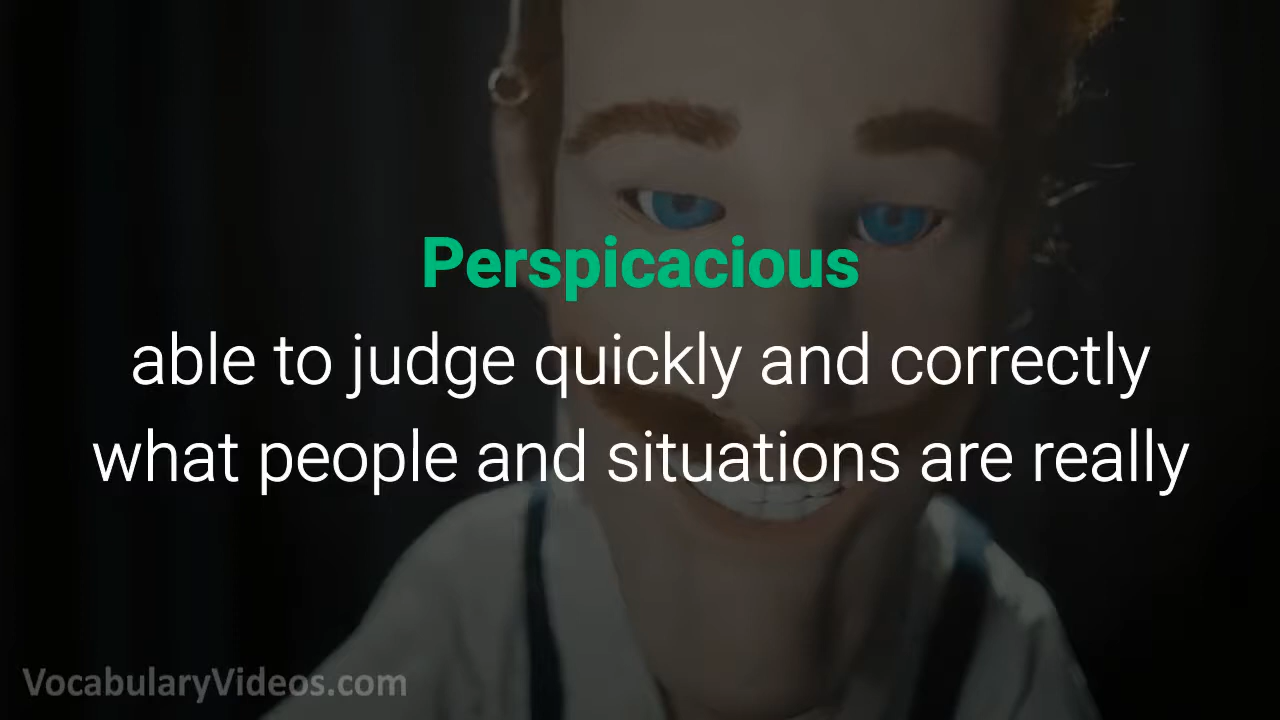 Perspicacious
able to judge quickly and correctly
what people and situations are really
VocabularyVideos.com